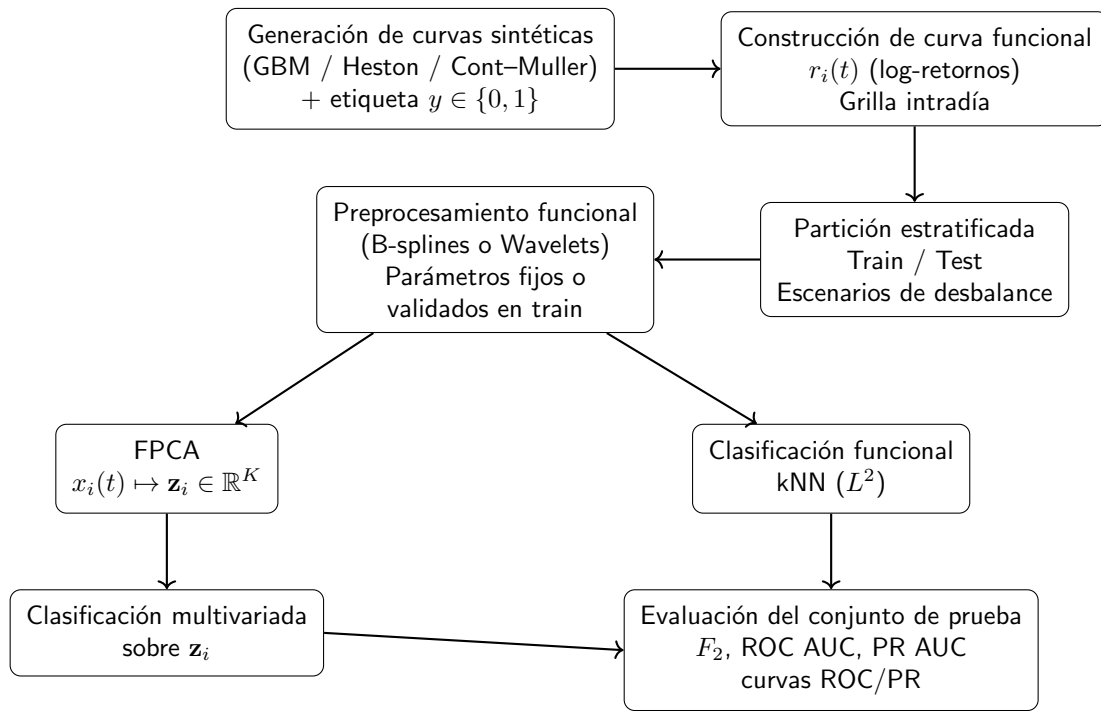 Generación de curvas sintéticas
(GBM / Heston / Cont–Muller)
+ etiqueta y ∈ {0, 1}
Construcción de curva funcional
r_i(t) (log-retornos)
Grilla intradía
Partición estratificada
Train / Test
Escenarios de desbalance
Preprocesamiento funcional
(B-splines o Wavelets)
Parámetros fijos o
validados en train
FPCA
x_i(t) ↦ z_i ∈ ℝ^K
Clasificación funcional
kNN (L²)
Clasificación multivariada
sobre z_i
Evaluación del conjunto de prueba
F₂, ROC AUC, PR AUC
curvas ROC/PR